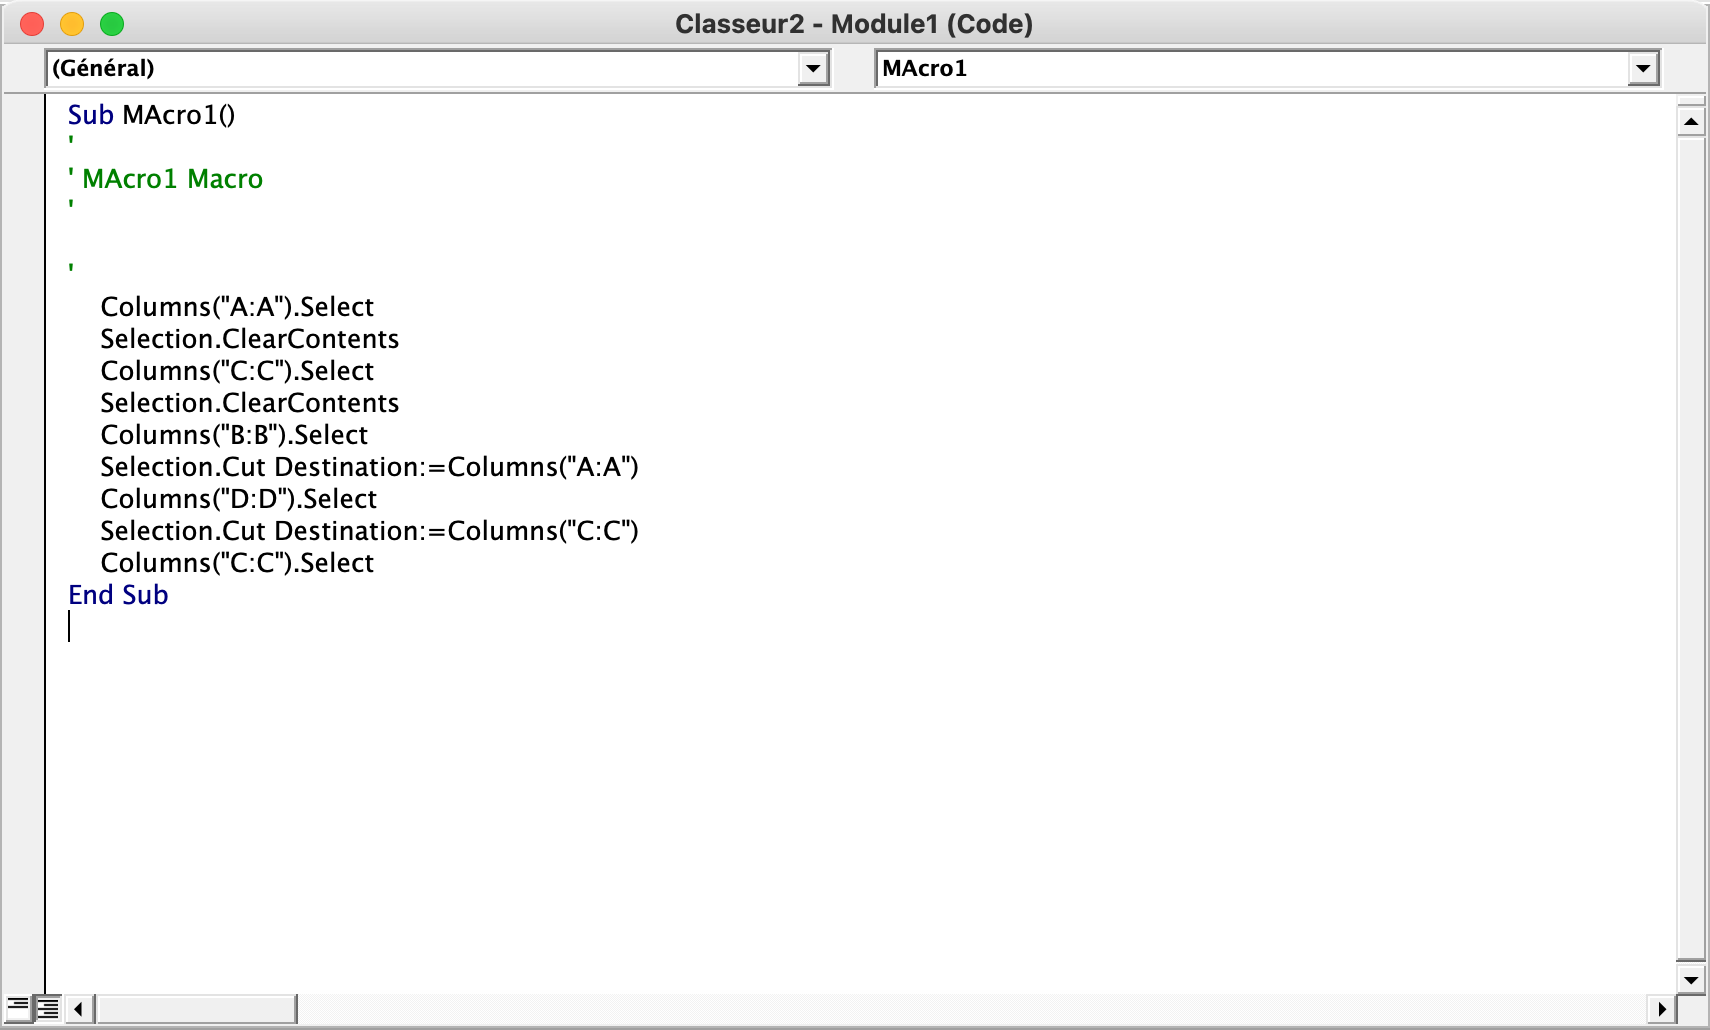 Classeur2 - Module1 (Code)
(Général)
MAcro1
Sub MAcro1()
'
' MAcro1 Macro
'
'
Columns("A:A").Select
Selection.ClearContents
Columns("C:C").Select
Selection.ClearContents
Columns("B:B").Select
Selection.Cut Destination:=Columns("A:A")
Columns("D:D").Select
Selection.Cut Destination:=Columns("C:C")
Columns("C:C").Select
End Sub